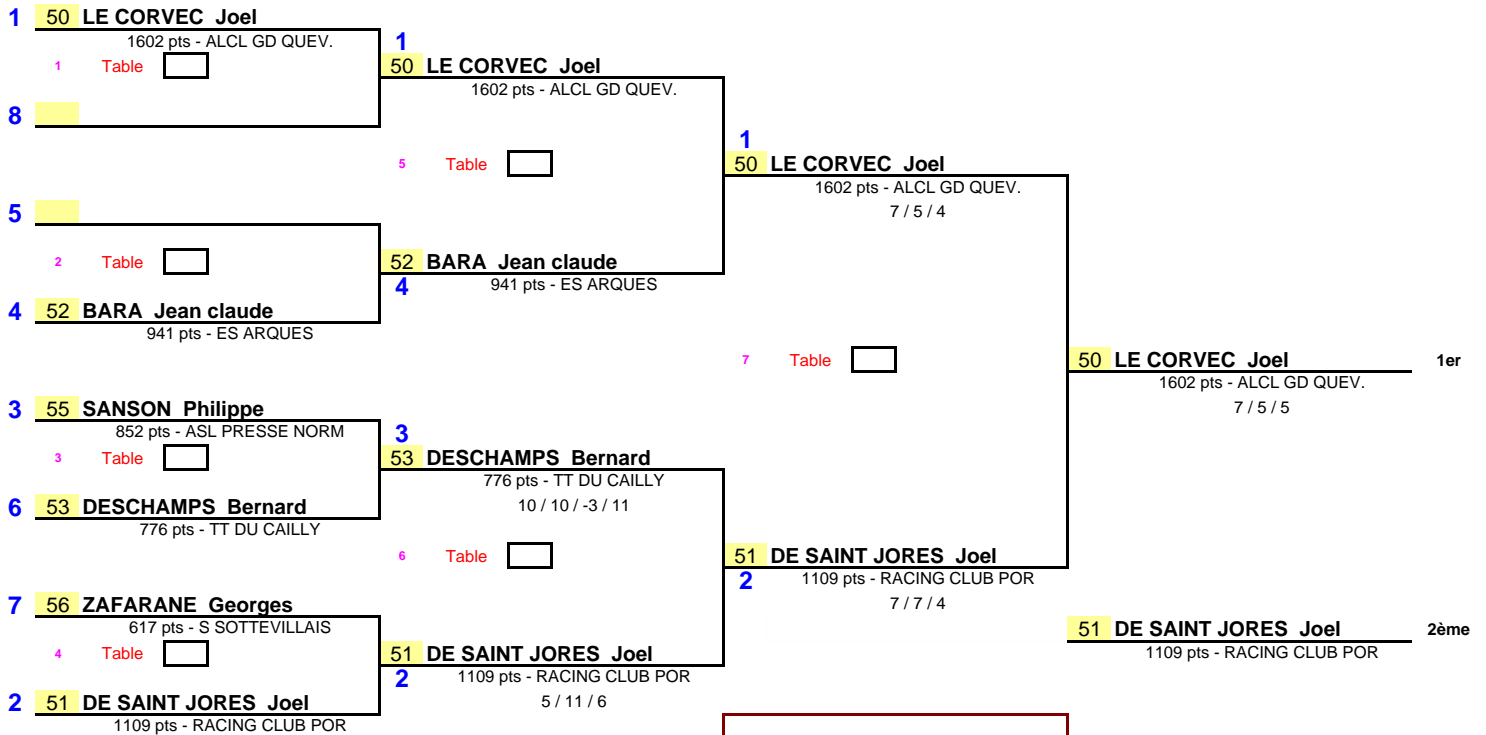 1 50 LE CORVEC Joel
1602 pts - ALCL GD QUEV.
1 Table
8
5
2 Table
4 52 BARA Jean claude
941 pts - ES ARQUES
3 55 SANSON Philippe
852 pts - ASL PRESSE NORM
3 Table
6 53 DESCHAMPS Bernard
776 pts - TT DU CAILLY
7 56 ZAFARANE Georges
617 pts - S SOTTEVILLAIS
4 Table
2 51 DE SAINT JORES Joel
1109 pts - RACING CLUB POR
1
50 LE CORVEC Joel
1602 pts - ALCL GD QUEV.
5 Table
52 BARA Jean claude
4 941 pts - ES ARQUES
3
53 DESCHAMPS Bernard
776 pts - TT DU CAILLY
10 / 10 / -3 / 11
6 Table
51 DE SAINT JORES Joel
2 1109 pts - RACING CLUB POR
5 / 11 / 6
1
50 LE CORVEC Joel
1602 pts - ALCL GD QUEV.
7 / 5 / 4
7 Table
51 DE SAINT JORES Joel
2 1109 pts - RACING CLUB POR
7 / 7 / 4
50 LE CORVEC Joel 1er
1602 pts - ALCL GD QUEV.
7 / 5 / 5
51 DE SAINT JORES Joel 2ème
1109 pts - RACING CLUB POR